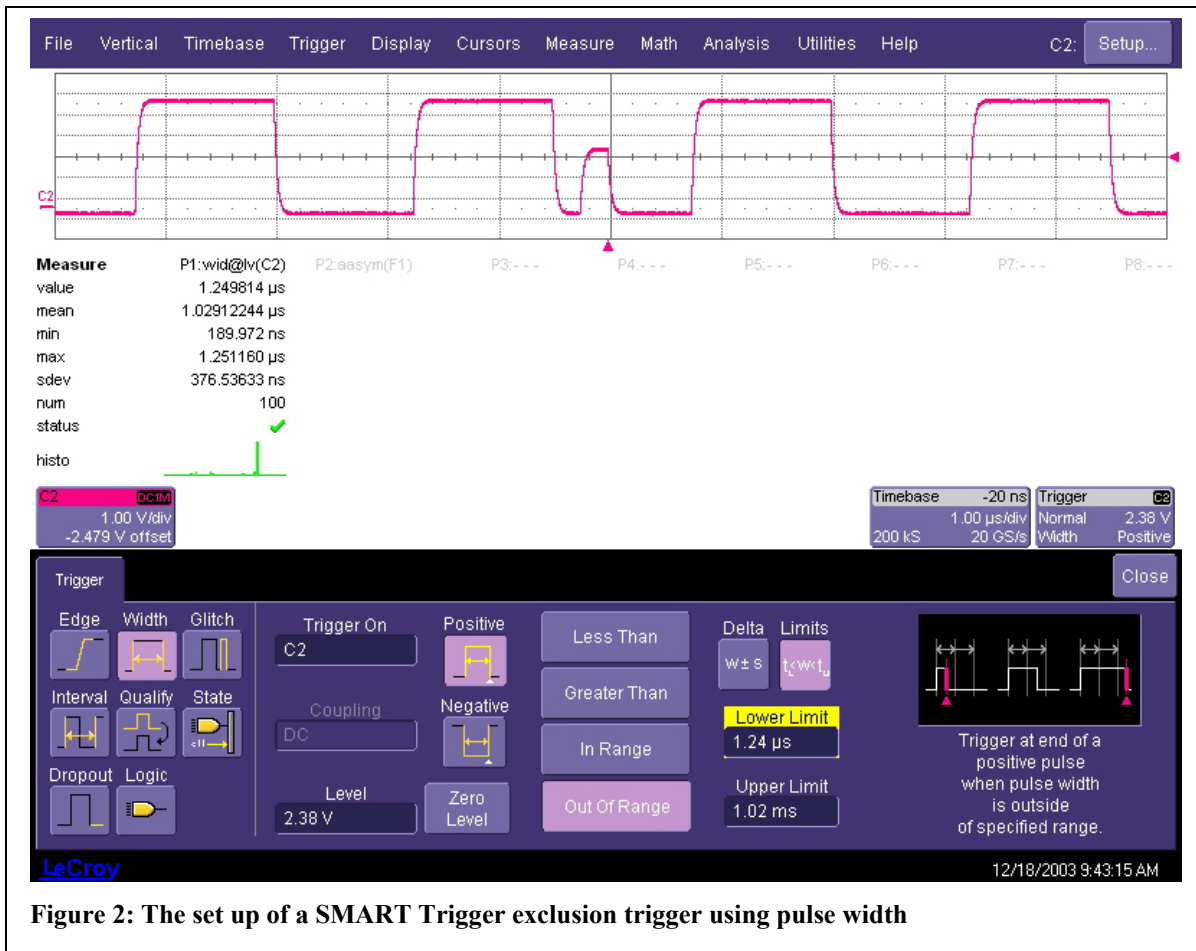 File Vertical Timebase Trigger Display Cursors Measure Math Analysis Utilities Help C2: Setup...
C2
Measure P1:wid@lv(C2) P2:aasym(F1) P3:- - - P4:- - - P5:- - - P6:- - - P7:- - - P8:- - -
value 1.249814 µs
mean 1.02912244 µs
min 189.972 ns
max 1.251160 µs
sdev 376.53633 ns
num 100
status
histo
C2 DC1M
1.00 V/div
-2.479 V offset
Timebase -20 ns
1.00 µs/div
200 kS 20 GS/s
Trigger C2
Normal 2.38 V
Width Positive
Trigger
Close
Edge Width Glitch
Interval Qualify State
Dropout Logic
Trigger On
C2
Coupling
DC
Level
2.38 V
Positive
Negative
Zero
Level
Less Than
Greater Than
In Range
Out Of Range
Delta Limits
W± S tL<W<tu
Lower Limit
1.24 µs
Upper Limit
1.02 ms
Trigger at end of a
positive pulse
when pulse width
is outside
of specified range.
LeCroy
12/18/2003 9:43:15 AM
Figure 2: The set up of a SMART Trigger exclusion trigger using pulse width